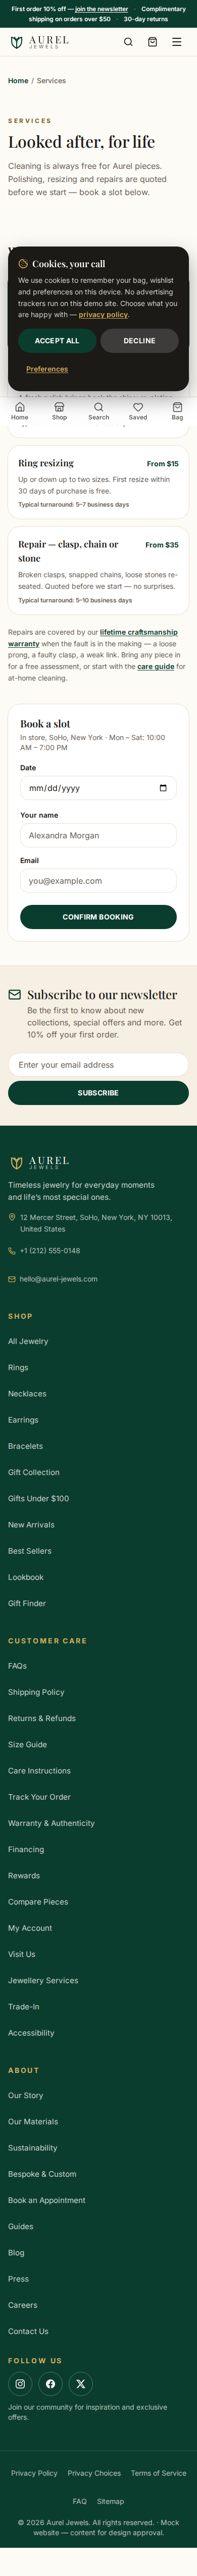 First order 10% off — join the newsletter · Complimentary
shipping on orders over $50 · 30-day returns
AUREL
JEWELS
Home / Jewellery Services
SERVICES
Looked after, for life
Cleaning is always free for Aurel pieces.
Polishing, resizing and repairs are quoted
before we start — book a slot below.
Cookies, your call
We use cookies to remember your bag, wishlist
and preferences on this device. No advertising
trackers run on this demo store. Choose what you
are happy with — privacy policy.
ACCEPT ALL
DECLINE
Preferences
Home
Shop
Search
Saved
Bag
Ring resizing
From $15
Up or down up to two sizes. First resize within
30 days of purchase is free.
Typical turnaround: 5–7 business days
Repair — clasp, chain or
stone
From $35
Broken clasps, snapped chains, loose stones re-
seated. Quoted before we start — no surprises.
Typical turnaround: 5–10 business days
Repairs are covered by our lifetime craftsmanship
warranty when the fault is in the making — a loose
prong, a faulty clasp, a weak link. Bring any piece in
for a free assessment, or start with the care guide for
at-home cleaning.
Book a slot
In store, SoHo, New York · Mon – Sat: 10:00
AM – 7:00 PM
Date
mm/dd/yyyy
Your name
Alexandra Morgan
Email
you@example.com
CONFIRM BOOKING
Subscribe to our newsletter
Be the first to know about new
collections, special offers and more. Get
10% off your first order.
Enter your email address
SUBSCRIBE
AUREL
JEWELS
Timeless jewelry for everyday moments
and life's most special ones.
12 Mercer Street, SoHo, New York, NY 10013,
United States
+1 (212) 555-0148
hello@aurel-jewels.com
SHOP
All Jewelry
Rings
Necklaces
Earrings
Bracelets
Gift Collection
Gifts Under $100
New Arrivals
Best Sellers
Lookbook
Gift Finder
CUSTOMER CARE
FAQs
Shipping Policy
Returns & Refunds
Size Guide
Care Instructions
Track Your Order
Warranty & Authenticity
Financing
Rewards
Compare Pieces
My Account
Visit Us
Jewellery Services
Trade-In
Accessibility
ABOUT
Our Story
Our Materials
Sustainability
Bespoke & Custom
Book an Appointment
Guides
Blog
Press
Careers
Contact Us
FOLLOW US
Join our community for inspiration and exclusive
offers.
Privacy Policy
Privacy Choices
Terms of Service
FAQ
Sitemap
© 2026 Aurel Jewels. All rights reserved. · Mock
website — content for design approval.